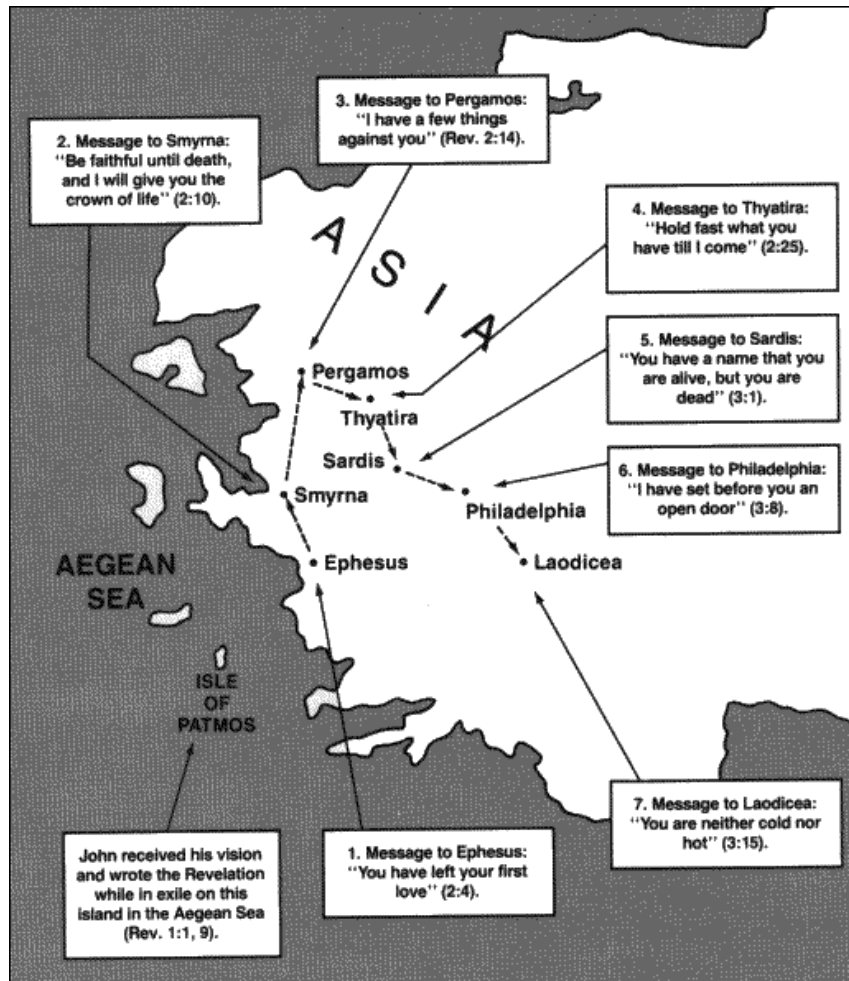 3. Message to Pergamos:
"I have a few things
against you" (Rev. 2:14).
2. Message to Smyrna:
"Be faithful until death,
and I will give you the
crown of life" (2:10).
4. Message to Thyatira:
"Hold fast what you
have till I come" (2:25).
ASIA
5. Message to Sardis:
"You have a name that you
are alive, but you are
dead" (3:1).
Pergamos
Thyatira
Sardis
6. Message to Philadelphia:
"I have set before you an
open door" (3:8).
Smyrna
Philadelphia
AEGEAN
SEA
Ephesus
Laodicea
ISLE
OF
PATMOS
7. Message to Laodicea:
"You are neither cold nor
hot" (3:15).
John received his vision
and wrote the Revelation
while in exile on this
island in the Aegean Sea
(Rev. 1:1, 9).
1. Message to Ephesus:
"You have left your first
love" (2:4).